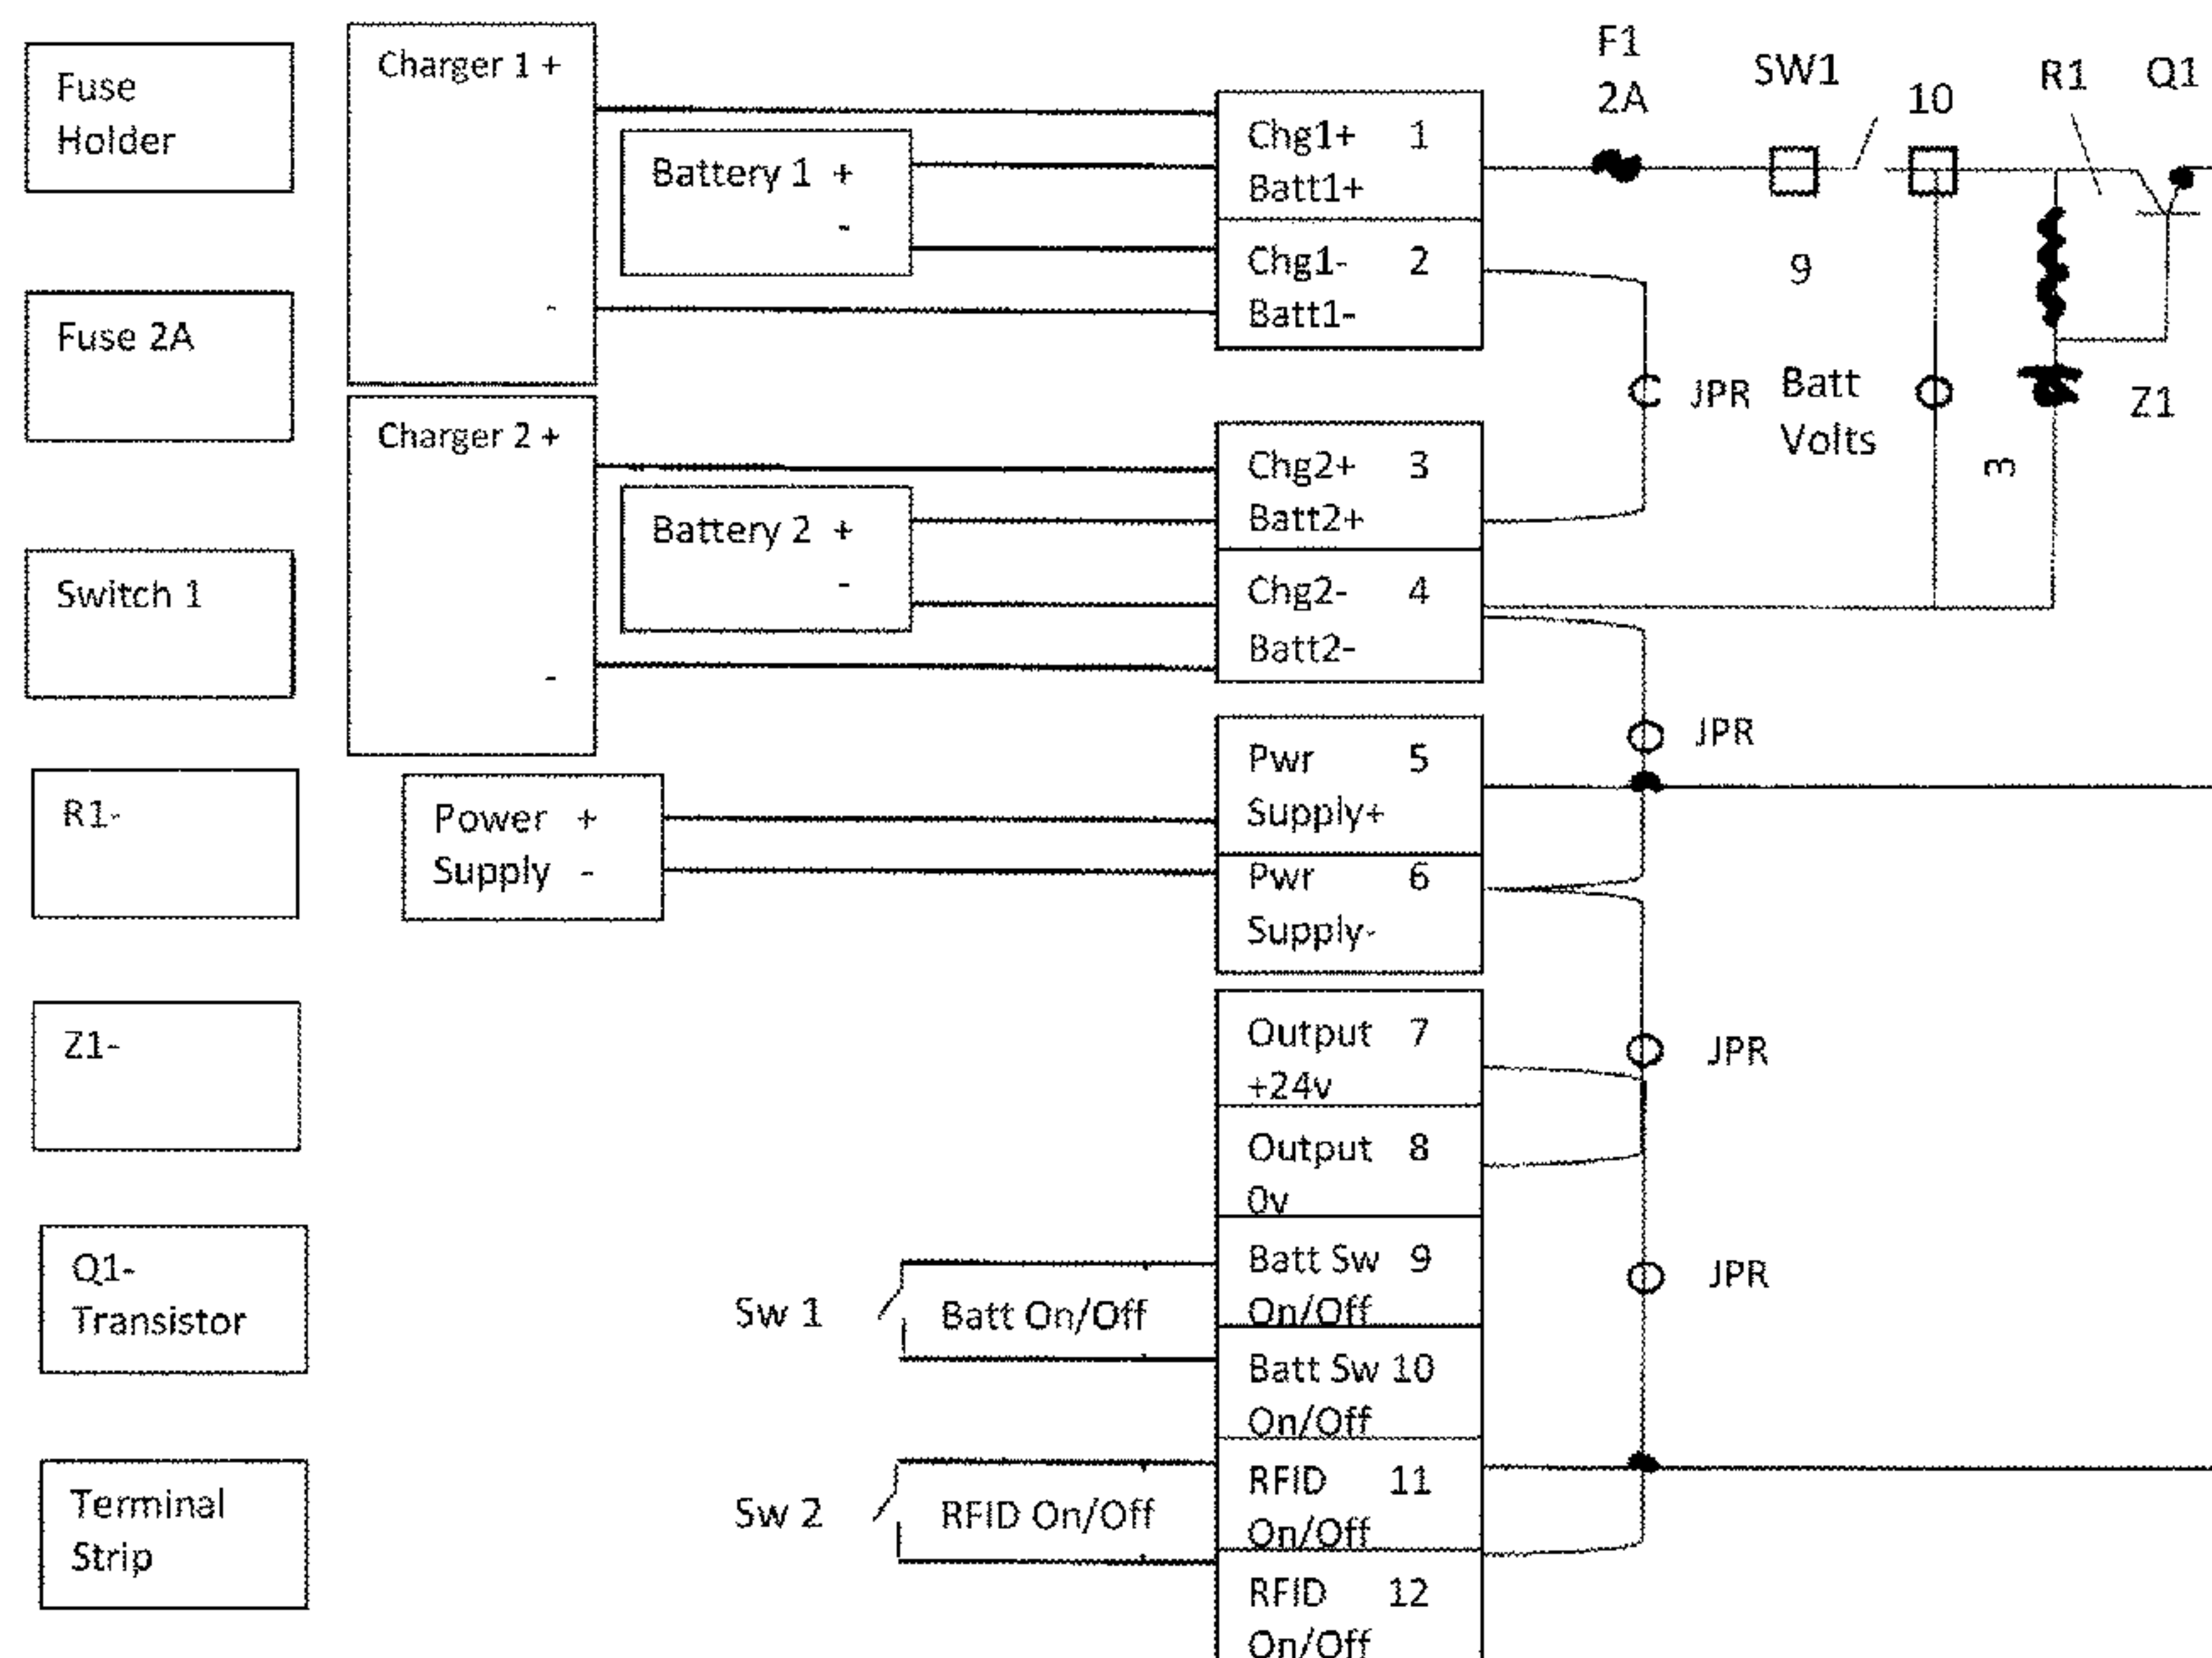 Fuse
Holder
Fuse 2A
Switch 1
R1-
Z1-
Q1-
Transistor
Terminal
Strip
Charger 1 +
-
Battery 1 +
-
Charger 2 +
-
Battery 2 +
-
Power +
Supply -
Sw 1
Batt On/Off
Sw 2
RFID On/Off
Chg1+ 1
Batt1+
Chg1- 2
Batt1-
Chg2+ 3
Batt2+
Chg2- 4
Batt2-
Pwr 5
Supply+
Pwr 6
Supply-
Output 7
+24v
Output 8
0v
Batt Sw 9
On/Off
Batt Sw 10
On/Off
RFID 11
On/Off
RFID 12
On/Off
F1
2A
SW1
10
R1
Q1
9
JPR
Batt
Volts
3
Z1
JPR
JPR
JPR